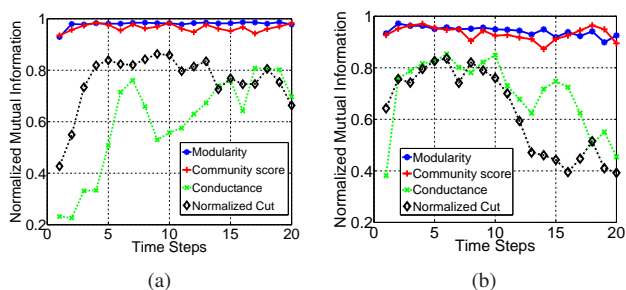 Normalized Mutual Information
1
0.8
0.6
0.4
0.2
0 5 10 15 20
Time Steps
Modularity
Community score
Conductance
Normalized Cut
(a)
Normalized Mutual Information
1
0.8
0.6
0.4
0.2
0 5 10 15 20
Time Steps
Modularity
Community score
Conductance
Normalized Cut
(b)